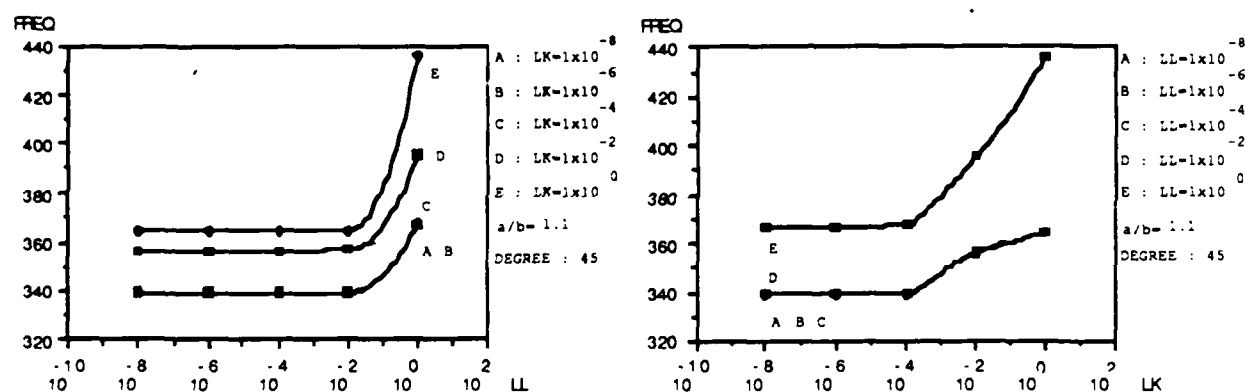 FREQ
440
420
400
380
360
340
320
10^-10 10^-8 10^-6 10^-4 10^-2 10^0 10^2
LL
E
D
C
A B
A : LK=1x10^-8
B : LK=1x10^-6
C : LK=1x10^-4
D : LK=1x10^-2
E : LK=1x10^0
a/b= 1.1
DEGREE : 45
FREQ
440
420
400
380
360
340
320
10^-10 10^-8 10^-6 10^-4 10^-2 10^0 10^2
LK
E
D
A B C
A : LL=1x10^-8
B : LL=1x10^-6
C : LL=1x10^-4
D : LL=1x10^-2
E : LL=1x10^0
a/b= 1.1
DEGREE : 45